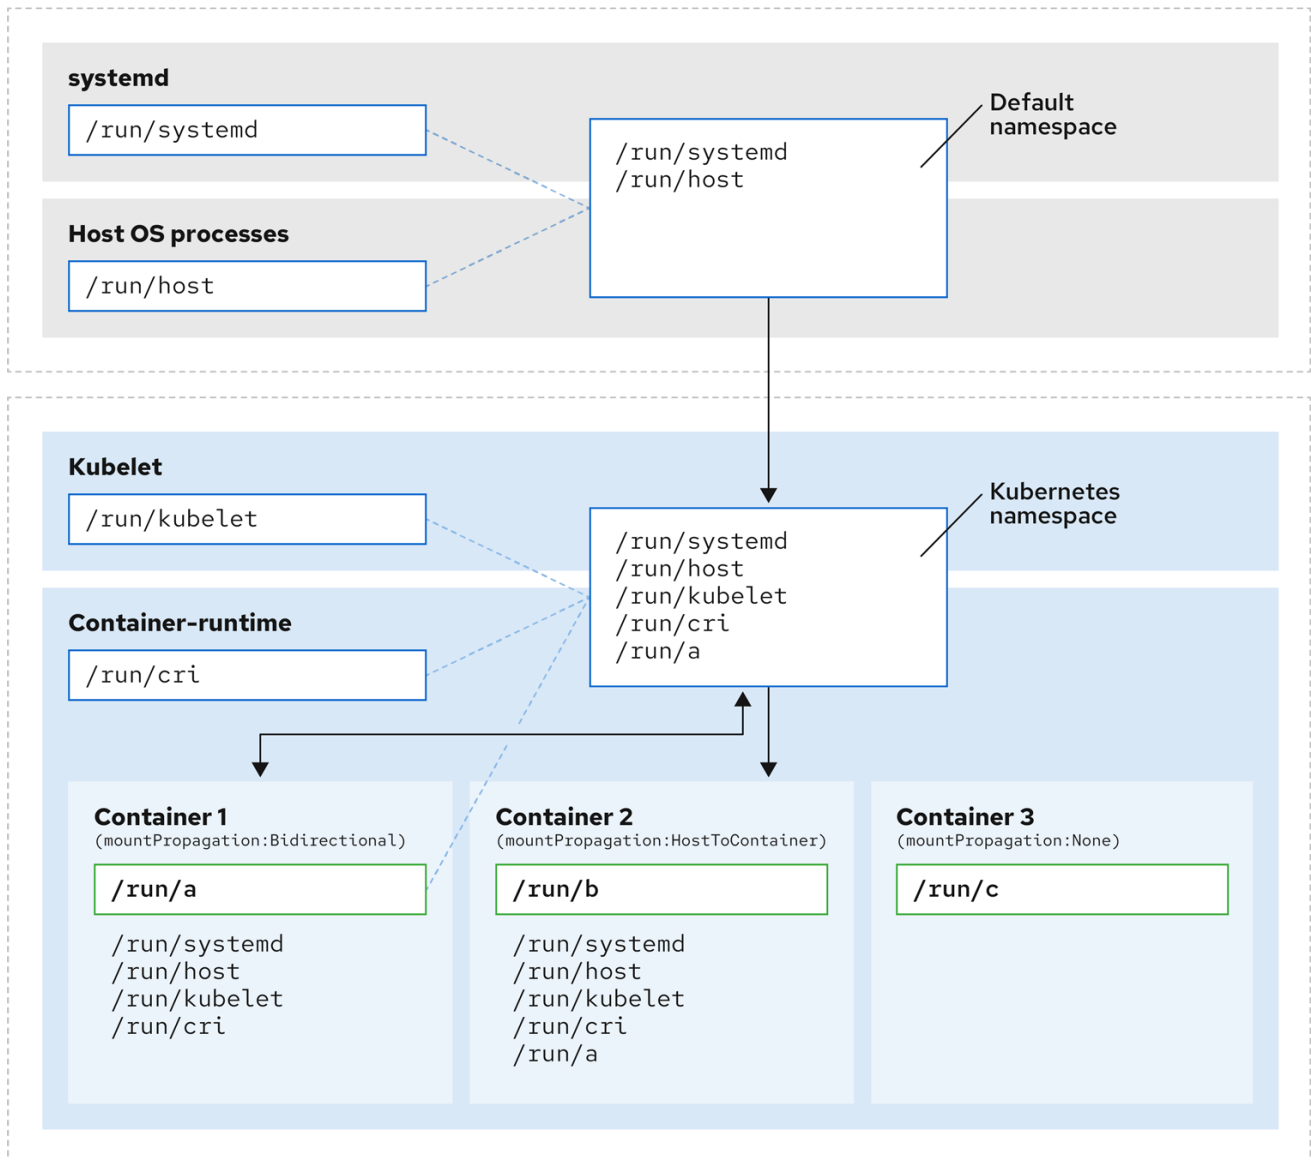 systemd
/run/systemd
Default
namespace
/run/systemd
/run/host
Host OS processes
/run/host
Kubelet
/run/kubelet
Kubernetes
namespace
/run/systemd
/run/host
/run/kubelet
/run/cri
/run/a
Container-runtime
/run/cri
Container 1
(mountPropagation:Bidirectional)
/run/a
/run/systemd
/run/host
/run/kubelet
/run/cri
Container 2
(mountPropagation:HostToContainer)
/run/b
/run/systemd
/run/host
/run/kubelet
/run/cri
/run/a
Container 3
(mountPropagation:None)
/run/c